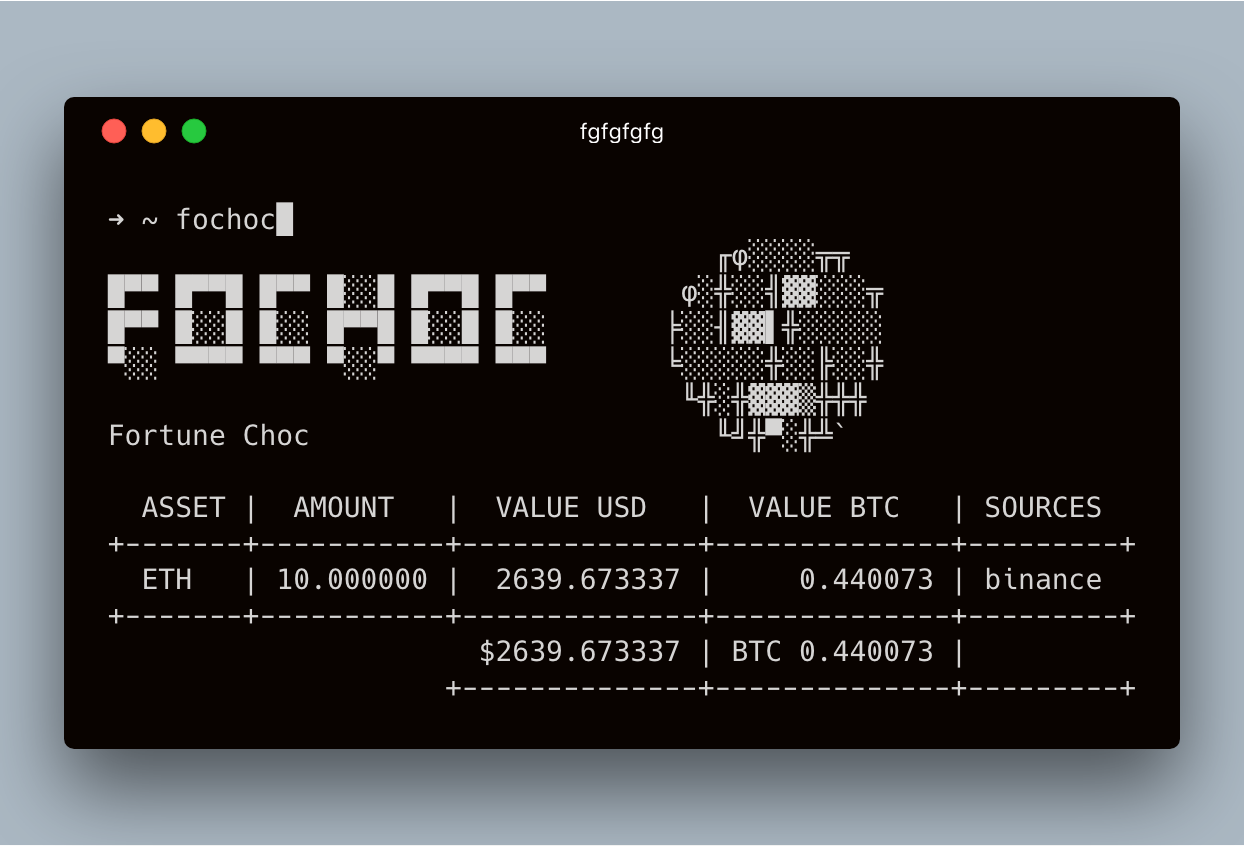 fgfgfgfg
➜ ~ fochoc
FOCHOC
Fortune Choc
ASSET | AMOUNT | VALUE USD | VALUE BTC | SOURCES
+-------+-----------+--------------+--------------+---------+
ETH | 10.000000 | 2639.673337 | 0.440073 | binance
+-------+-----------+--------------+--------------+---------+
$2639.673337 | BTC 0.440073 |
+--------------+--------------+---------+